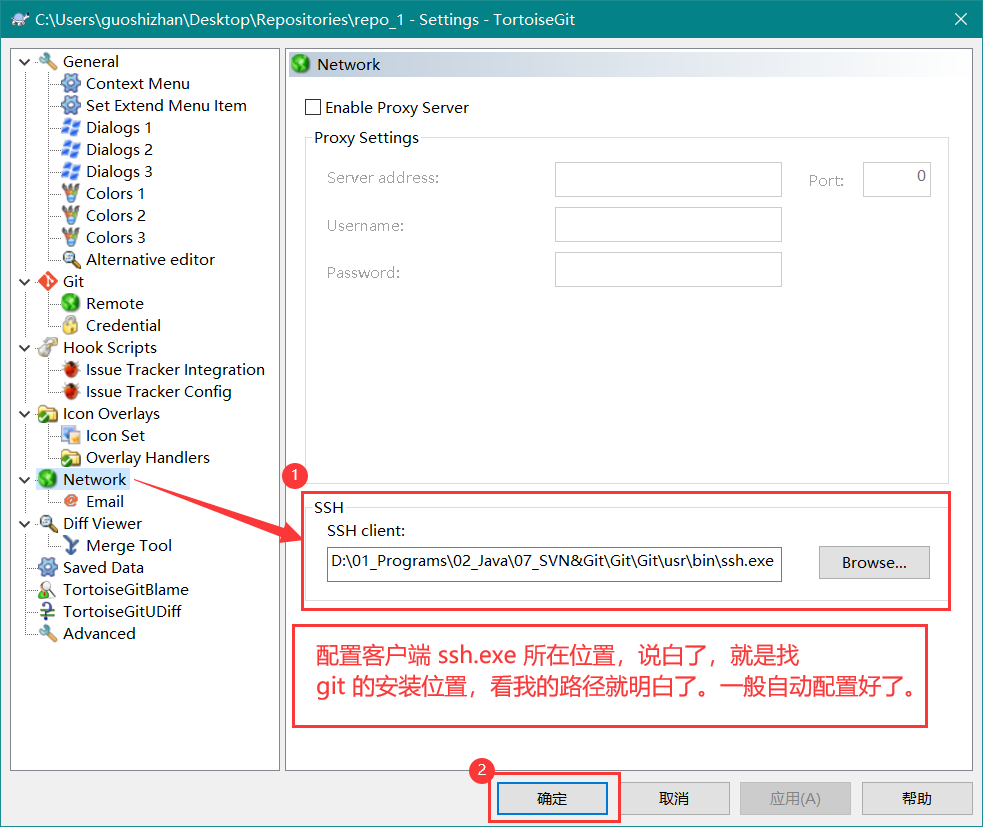 C:\Users\guoshizhan\Desktop\Repositories\repo_1 - Settings - TortoiseGit
General
Context Menu
Set Extend Menu Item
Dialogs 1
Dialogs 2
Dialogs 3
Colors 1
Colors 2
Colors 3
Alternative editor
Git
Remote
Credential
Hook Scripts
Issue Tracker Integration
Issue Tracker Config
Icon Overlays
Icon Set
Overlay Handlers
Network
Email
Diff Viewer
Merge Tool
Saved Data
TortoiseGitBlame
TortoiseGitUDiff
Advanced
Network
Enable Proxy Server
Proxy Settings
Server address:
Port:
0
Username:
Password:
1
SSH
SSH client:
D:\01_Programs\02_Java\07_SVN&Git\Git\Git\usr\bin\ssh.exe
Browse...
配置客户端 ssh.exe 所在位置，说白了，就是找
git 的安装位置，看我的路径就明白了。一般自动配置好了。
2
确定
取消
应用(A)
帮助